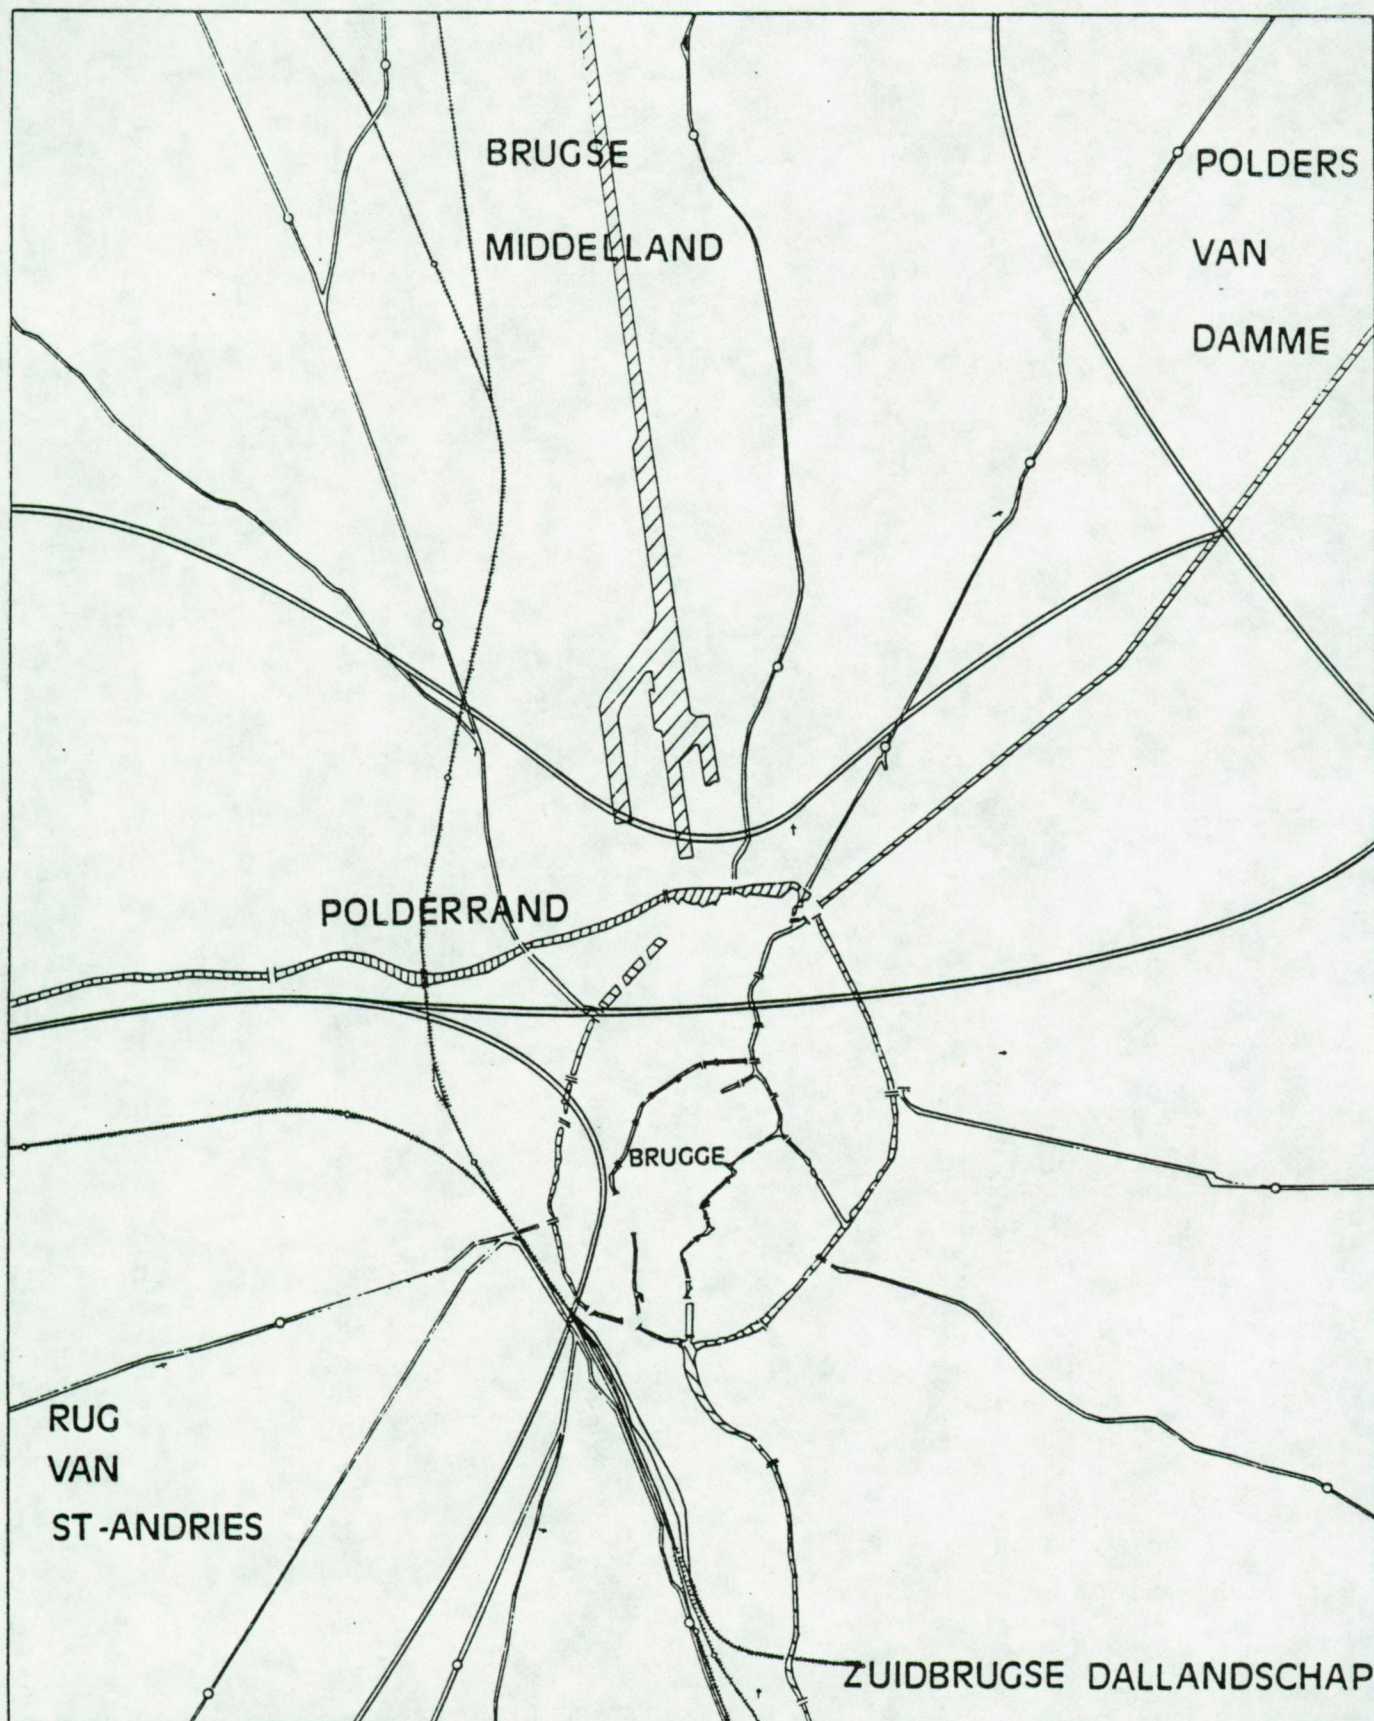 BRUGSE
MIDDELLAND
POLDERS
VAN
DAMME
POLDERRAND
BRUGGE
RUG
VAN
ST-ANDRIES
ZUIDBRUGSE DALLANDSCHAP